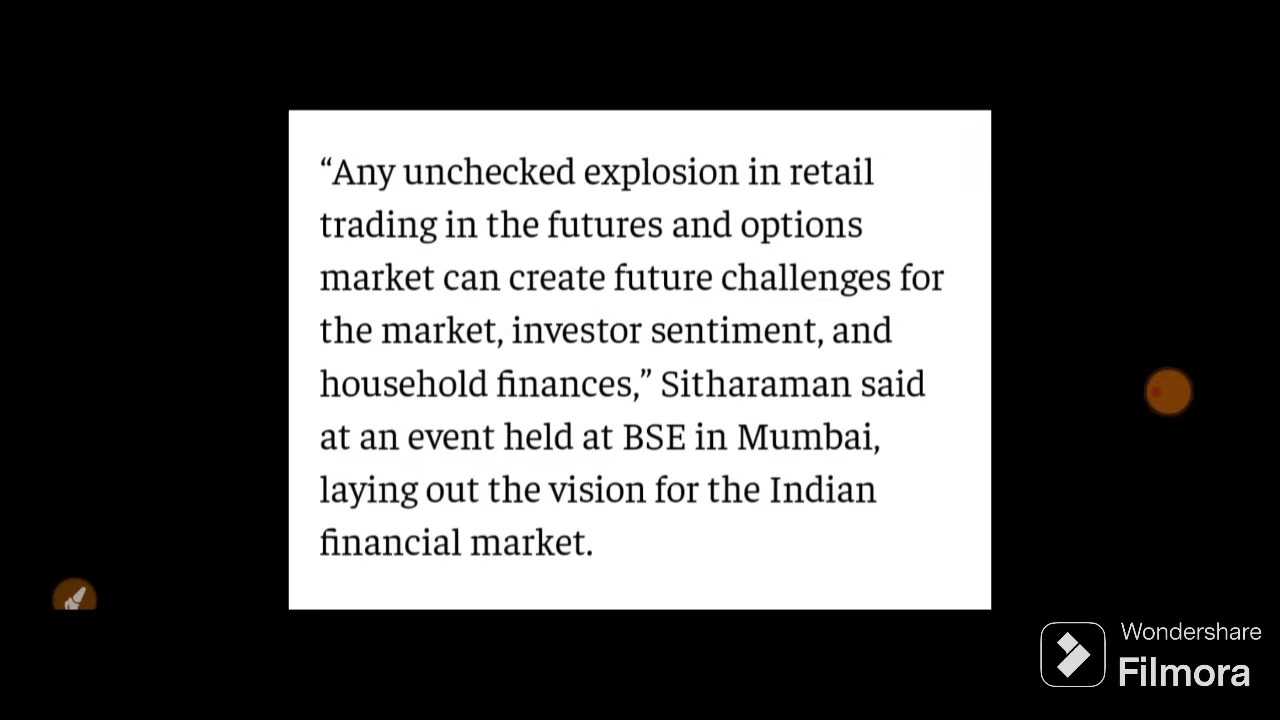 “Any unchecked explosion in retail
trading in the futures and options
market can create future challenges for
the market, investor sentiment, and
household finances,” Sitharaman said
at an event held at BSE in Mumbai,
laying out the vision for the Indian
financial market.
Wondershare
Filmora